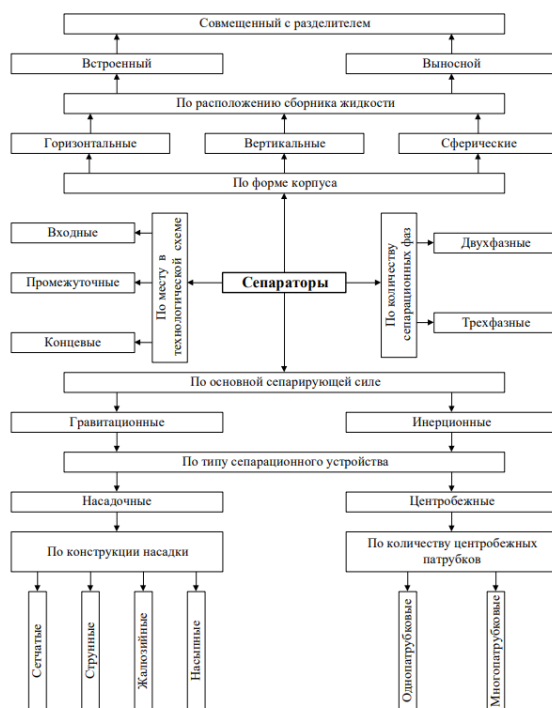 Совмещенный с разделителем
Встроенный
Выносной
По расположению сборника жидкости
Горизонтальные
Вертикальные
Сферические
По форме корпуса
Входные
Промежуточные
Концевые
По месту в
технологической схеме
Сепараторы
По количеству
сепарационных фаз
Двухфазные
Трехфазные
По основной сепарирующей силе
Гравитационные
Инерционные
По типу сепарационного устройства
Насадочные
Центробежные
По конструкции насадки
По количеству центробежных
патрубков
Сетчатые
Струнные
Жалюзийные
Насыпные
Однопатрубковые
Многопатрубковые